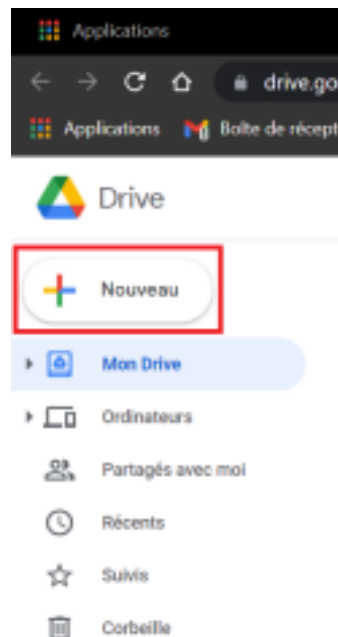 Applications
drive.go
Applications Boîte de récept
Drive
Nouveau
Mon Drive
Ordinateurs
Partagés avec moi
Récents
Suivis
Corbeille